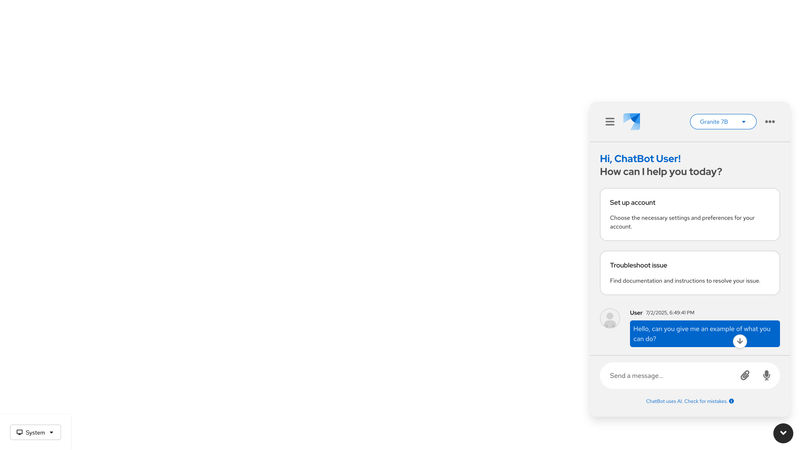 Granite 7B
Hi, ChatBot User!
How can I help you today?
Set up account
Choose the necessary settings and preferences for your
account.
Troubleshoot issue
Find documentation and instructions to resolve your issue.
User 7/2/2025, 6:49:41 PM
Hello, can you give me an example of what you
can do?
Send a message...
ChatBot uses AI. Check for mistakes.
System